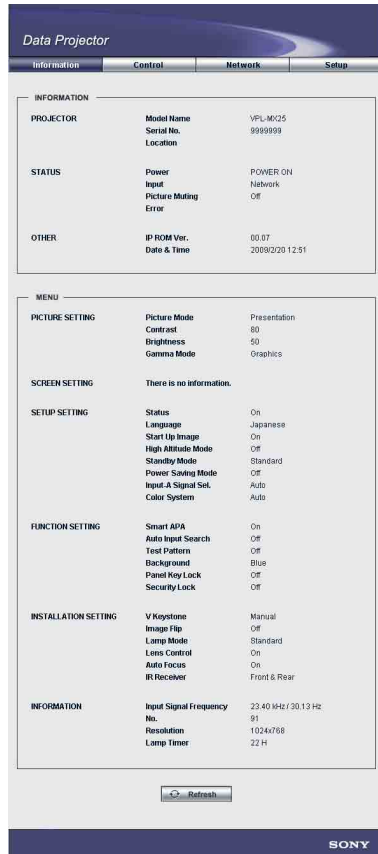 Data Projector
Information Control Network Setup
INFORMATION
PROJECTOR Model Name VPL-MX25
Serial No. 9999999
Location
STATUS Power POWER ON
Input Network
Picture Muting Off
Error
OTHER IP ROM Ver. 00.07
Date & Time 2009/2/20 12:51
MENU
PICTURE SETTING Picture Mode Presentation
Contrast 80
Brightness 50
Gamma Mode Graphics
SCREEN SETTING There is no information.
SETUP SETTING Status On
Language Japanese
Start Up Image On
High Altitude Mode Off
Standby Mode Standard
Power Saving Mode Off
Input-A Signal Sel. Auto
Color System Auto
FUNCTION SETTING Smart APA On
Auto Input Search Off
Test Pattern Off
Background Blue
Panel Key Lock Off
Security Lock Off
INSTALLATION SETTING V Keystone Manual
Image Flip Off
Lamp Mode Standard
Lens Control On
Auto Focus On
IR Receiver Front & Rear
INFORMATION Input Signal Frequency 23.40 kHz / 30.13 Hz
No. 91
Resolution 1024x768
Lamp Timer 22 H
Refresh
SONY